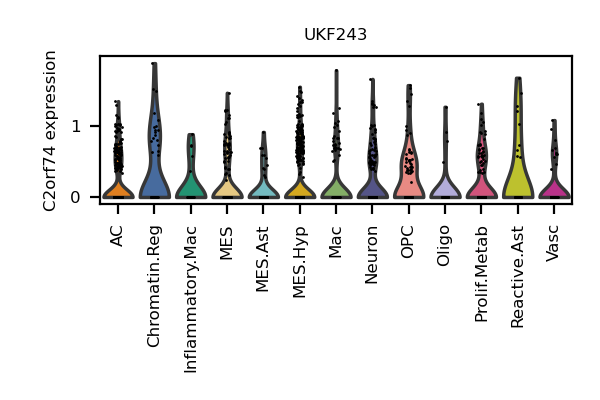 UKF243
C2orf74 expression
1
0
AC
Chromatin.Reg
Inflammatory.Mac
MES
MES.Ast
MES.Hyp
Mac
Neuron
OPC
Oligo
Prolif.Metab
Reactive.Ast
Vasc